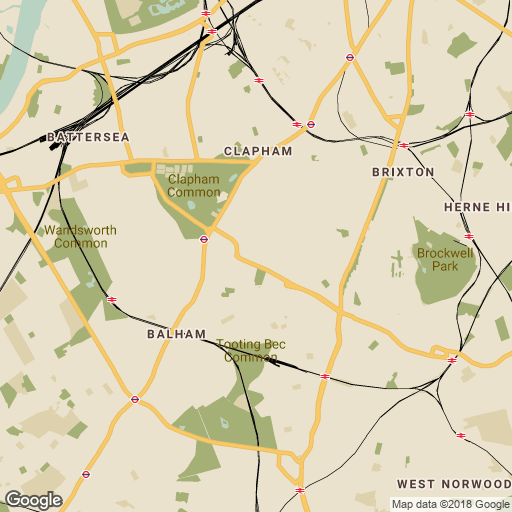 BATTERSEA
CLAPHAM
BRIXTON
Clapham
Common
HERNE HI
Wandsworth
Common
Brockwell
Park
BALHAM
Tooting Bec
Common
WEST NORWOOD
Google
Map data ©2018 Google